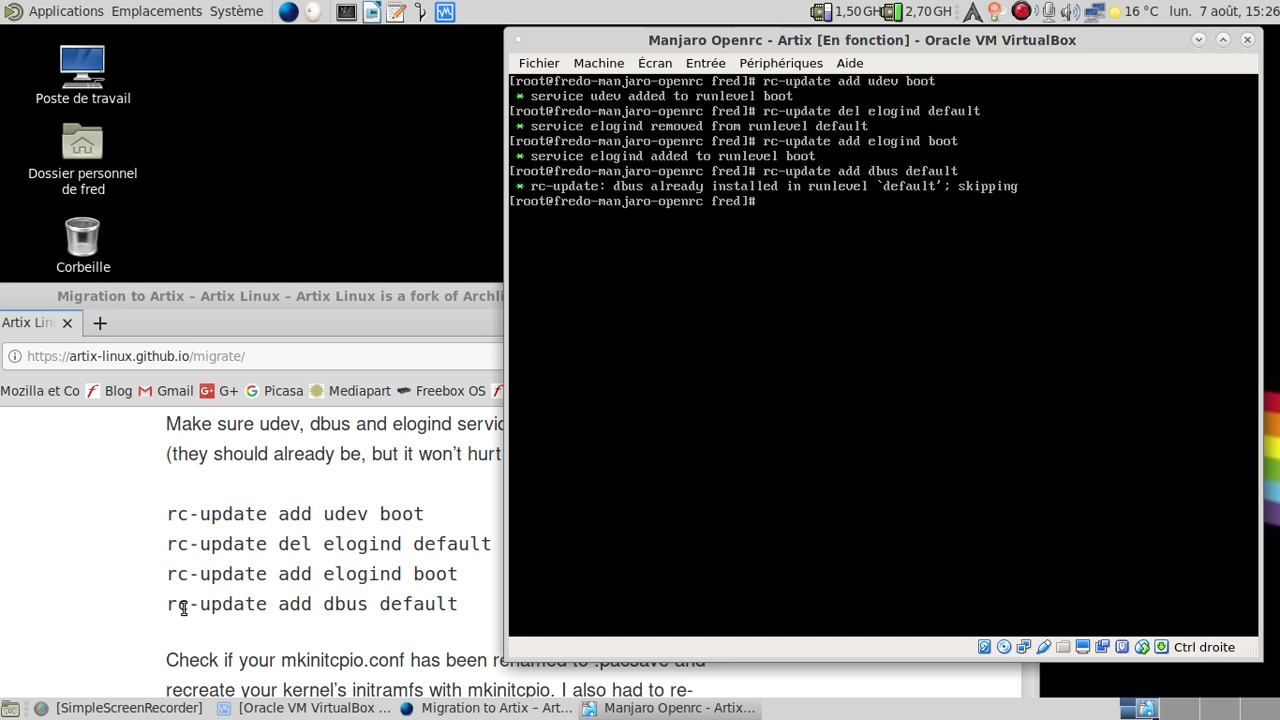 Applications Emplacements Système
1,50 GH 2,70 GH 16 °C lun. 7 août, 15:26
Poste de travail
Dossier personnel
de fred
Corbeille
Manjaro Openrc - Artix [En fonction] - Oracle VM VirtualBox
Fichier Machine Écran Entrée Périphériques Aide
[root@fredo-manjaro-openrc fred]# rc-update add udev boot
* service udev added to runlevel boot
[root@fredo-manjaro-openrc fred]# rc-update del elogind default
* service elogind removed from runlevel default
[root@fredo-manjaro-openrc fred]# rc-update add elogind boot
* service elogind added to runlevel boot
[root@fredo-manjaro-openrc fred]# rc-update add dbus default
* rc-update: dbus already installed in runlevel `default'; skipping
[root@fredo-manjaro-openrc fred]#
Ctrl droite
Migration to Artix – Artix Linux – Artix Linux is a fork of Archl
Artix Lin
https://artix-linux.github.io/migrate/
Mozilla et Co Blog Gmail G+ Picasa Mediapart Freebox OS
Make sure udev, dbus and elogind servic
(they should already be, but it won't hurt
rc-update add udev boot
rc-update del elogind default
rc-update add elogind boot
rc-update add dbus default
Check if your mkinitcpio.conf has been renamed to .pacsave and
recreate your kernel's initramfs with mkinitcpio. I also had to re-
[SimpleScreenRecorder] [Oracle VM VirtualBox ... Migration to Artix – Art... Manjaro Openrc - Artix...